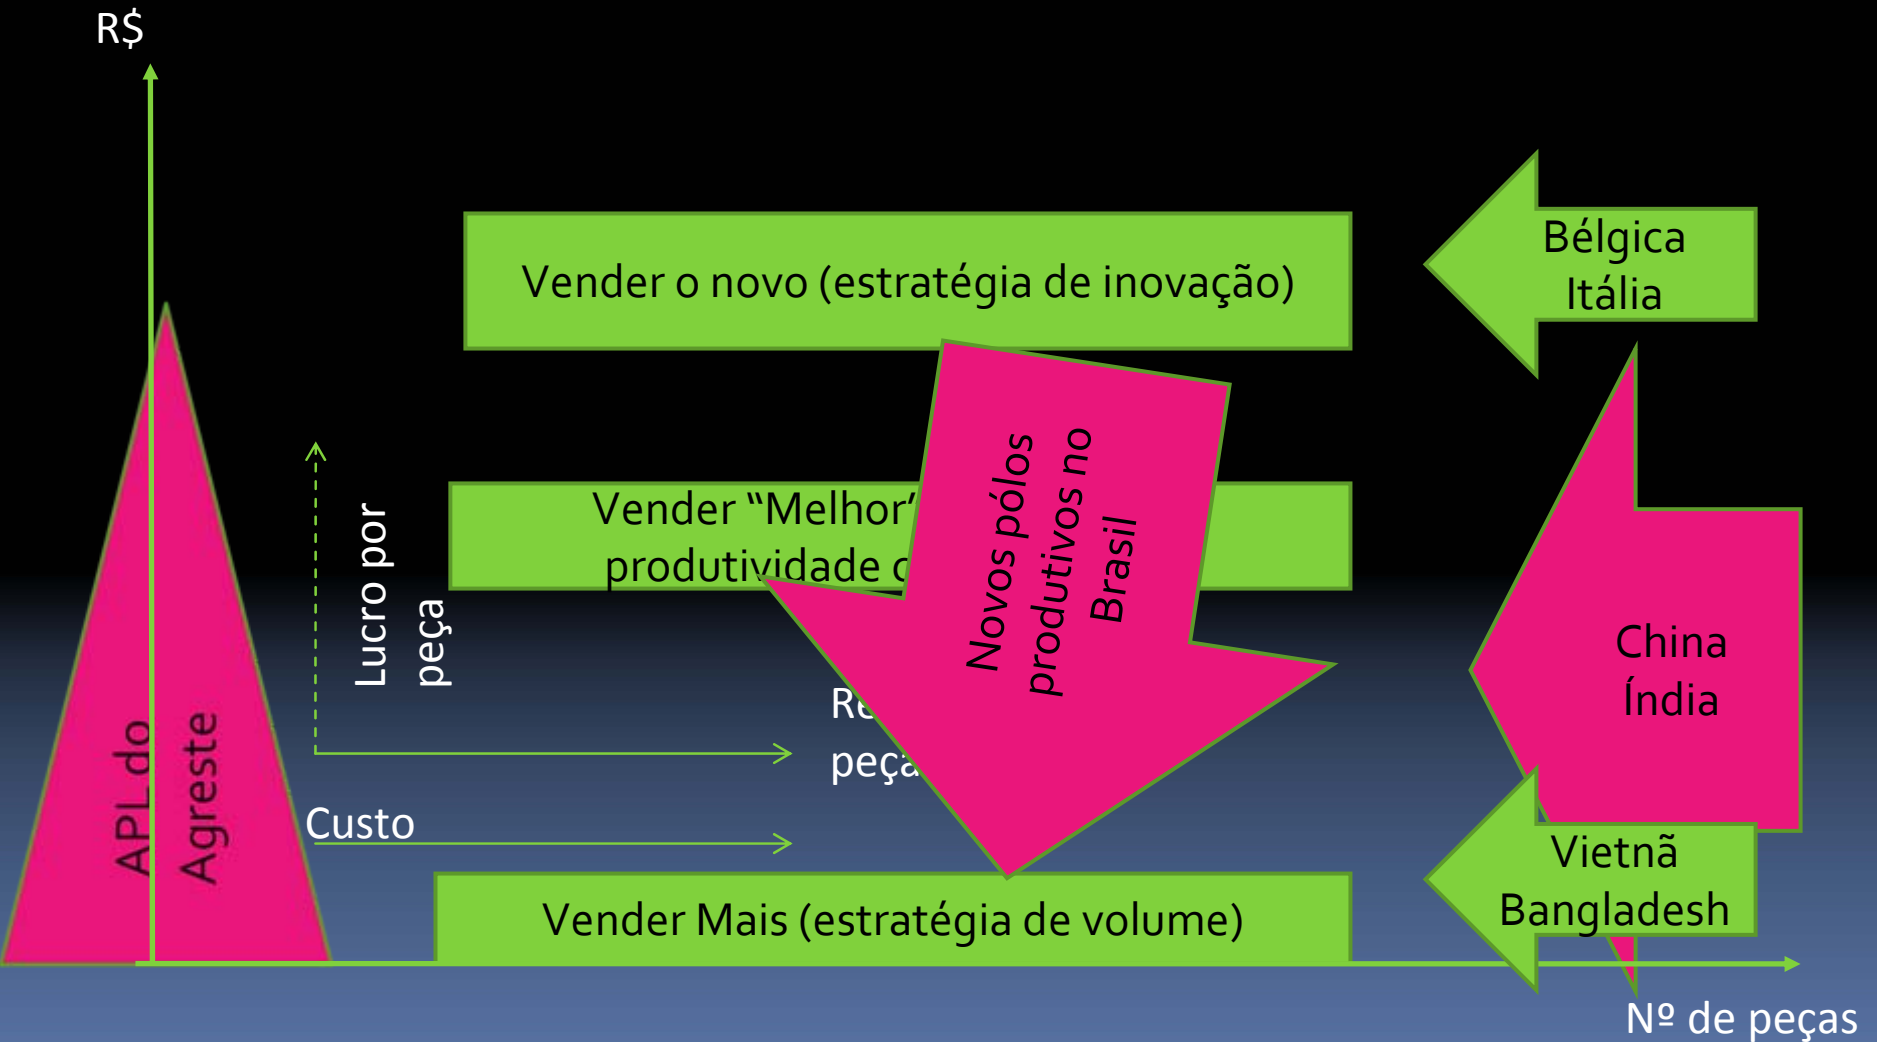 R$
Vender o novo (estratégia de inovação)
Bélgica
Itália
Vender “Melhor”
produtividade
Novos pólos
produtivos no
Brasil
Lucro por
peça
China
Índia
peça
APL do
Agreste
Custo
Vietnã
Bangladesh
Vender Mais (estratégia de volume)
Nº de peças